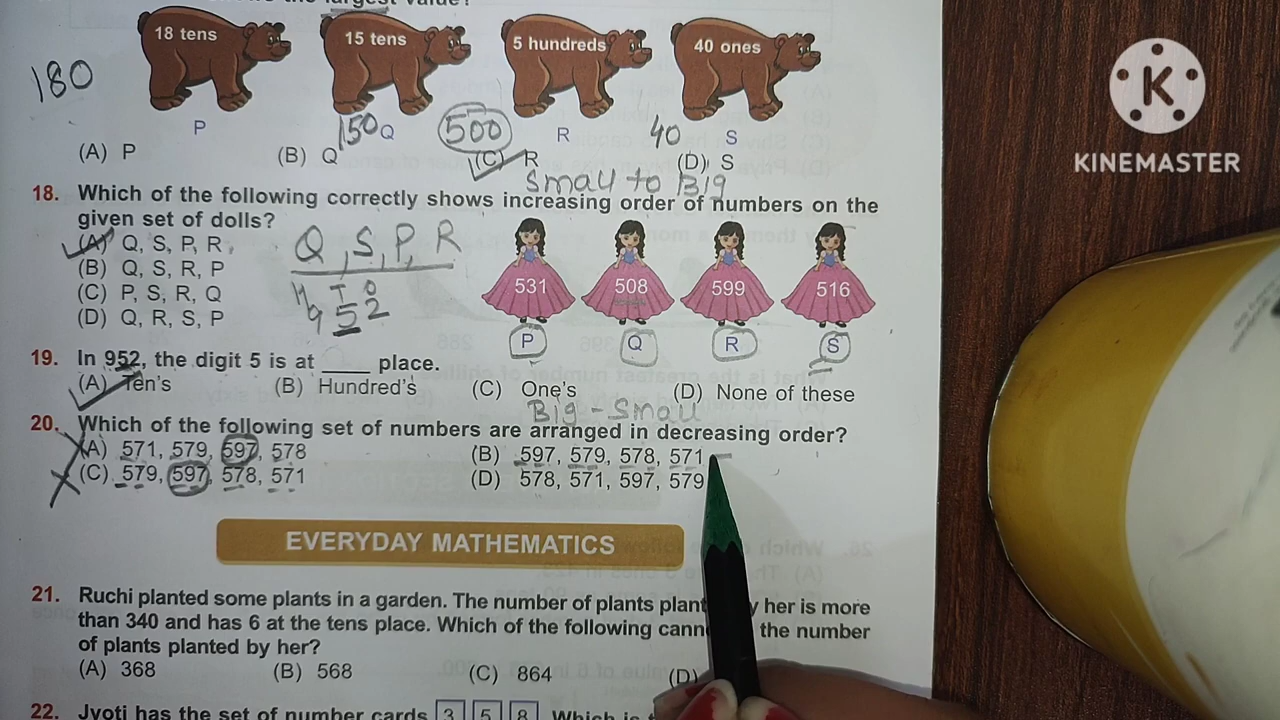 largest value?
18 tens
15 tens
5 hundreds
40 ones
180
P
150 Q
500
R
40
S
(A) P
(B) Q
(C) R
(D) S
Small to Big
18. Which of the following correctly shows increasing order of numbers on the
given set of dolls?
(A) Q, S, P, R
(B) Q, S, R, P
(C) P, S, R, Q
(D) Q, R, S, P
Q, S, P, R
H T O
9 5 2
531
508
599
516
P
Q
R
S
19. In 952, the digit 5 is at ____ place.
(A) Ten's
(B) Hundred's
(C) One's
(D) None of these
Big - Small
20. Which of the following set of numbers are arranged in decreasing order?
(A) 571, 579, 597, 578
(B) 597, 579, 578, 571
(C) 579, 597, 578, 571
(D) 578, 571, 597, 579
EVERYDAY MATHEMATICS
21. Ruchi planted some plants in a garden. The number of plants her is more
than 340 and has 6 at the tens place. Which of the following the number
of plants planted by her?
(A) 368
(B) 568
(C) 864
(D)
22. Jyoti has the set of number cards 3 5 8 . Which is
K
KINEMASTER